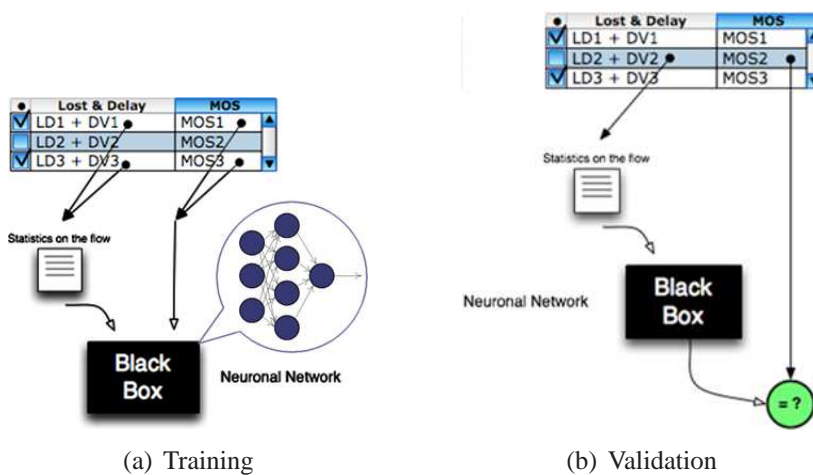 Lost & Delay MOS
LD1 + DV1 MOS1
LD2 + DV2 MOS2
LD3 + DV3 MOS3
Statistics on the flow
Black
Box
Neuronal Network
(a) Training
Lost & Delay MOS
LD1 + DV1 MOS1
LD2 + DV2 MOS2
LD3 + DV3 MOS3
Statistics on the flow
Neuronal Network
Black
Box
= ?
(b) Validation